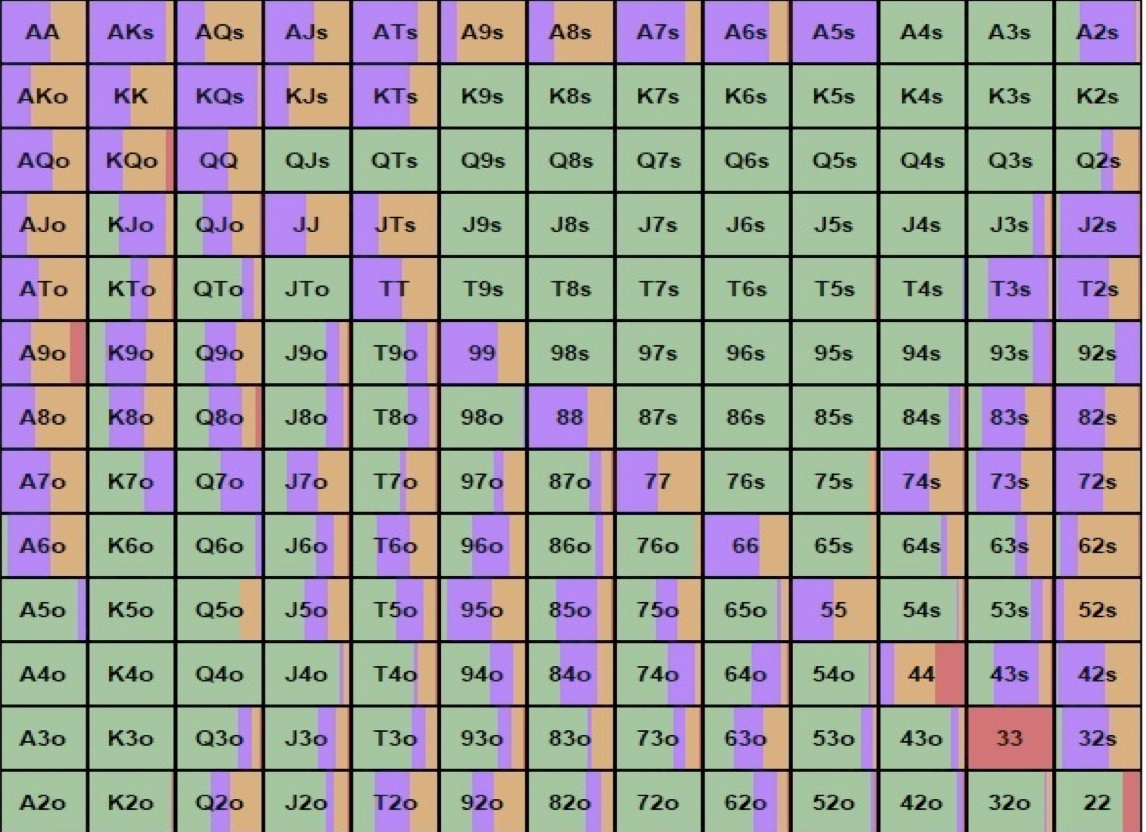 AA AKs AQs AJs ATs A9s A8s A7s A6s A5s A4s A3s A2s
AKo KK KQs KJs KTs K9s K8s K7s K6s K5s K4s K3s K2s
AQo KQo QQ QJs QTs Q9s Q8s Q7s Q6s Q5s Q4s Q3s Q2s
AJo KJo QJo JJ JTs J9s J8s J7s J6s J5s J4s J3s J2s
ATo KTo QTo JTo TT T9s T8s T7s T6s T5s T4s T3s T2s
A9o K9o Q9o J9o T9o 99 98s 97s 96s 95s 94s 93s 92s
A8o K8o Q8o J8o T8o 98o 88 87s 86s 85s 84s 83s 82s
A7o K7o Q7o J7o T7o 97o 87o 77 76s 75s 74s 73s 72s
A6o K6o Q6o J6o T6o 96o 86o 76o 66 65s 64s 63s 62s
A5o K5o Q5o J5o T5o 95o 85o 75o 65o 55 54s 53s 52s
A4o K4o Q4o J4o T4o 94o 84o 74o 64o 54o 44 43s 42s
A3o K3o Q3o J3o T3o 93o 83o 73o 63o 53o 43o 33 32s
A2o K2o Q2o J2o T2o 92o 82o 72o 62o 52o 42o 32o 22